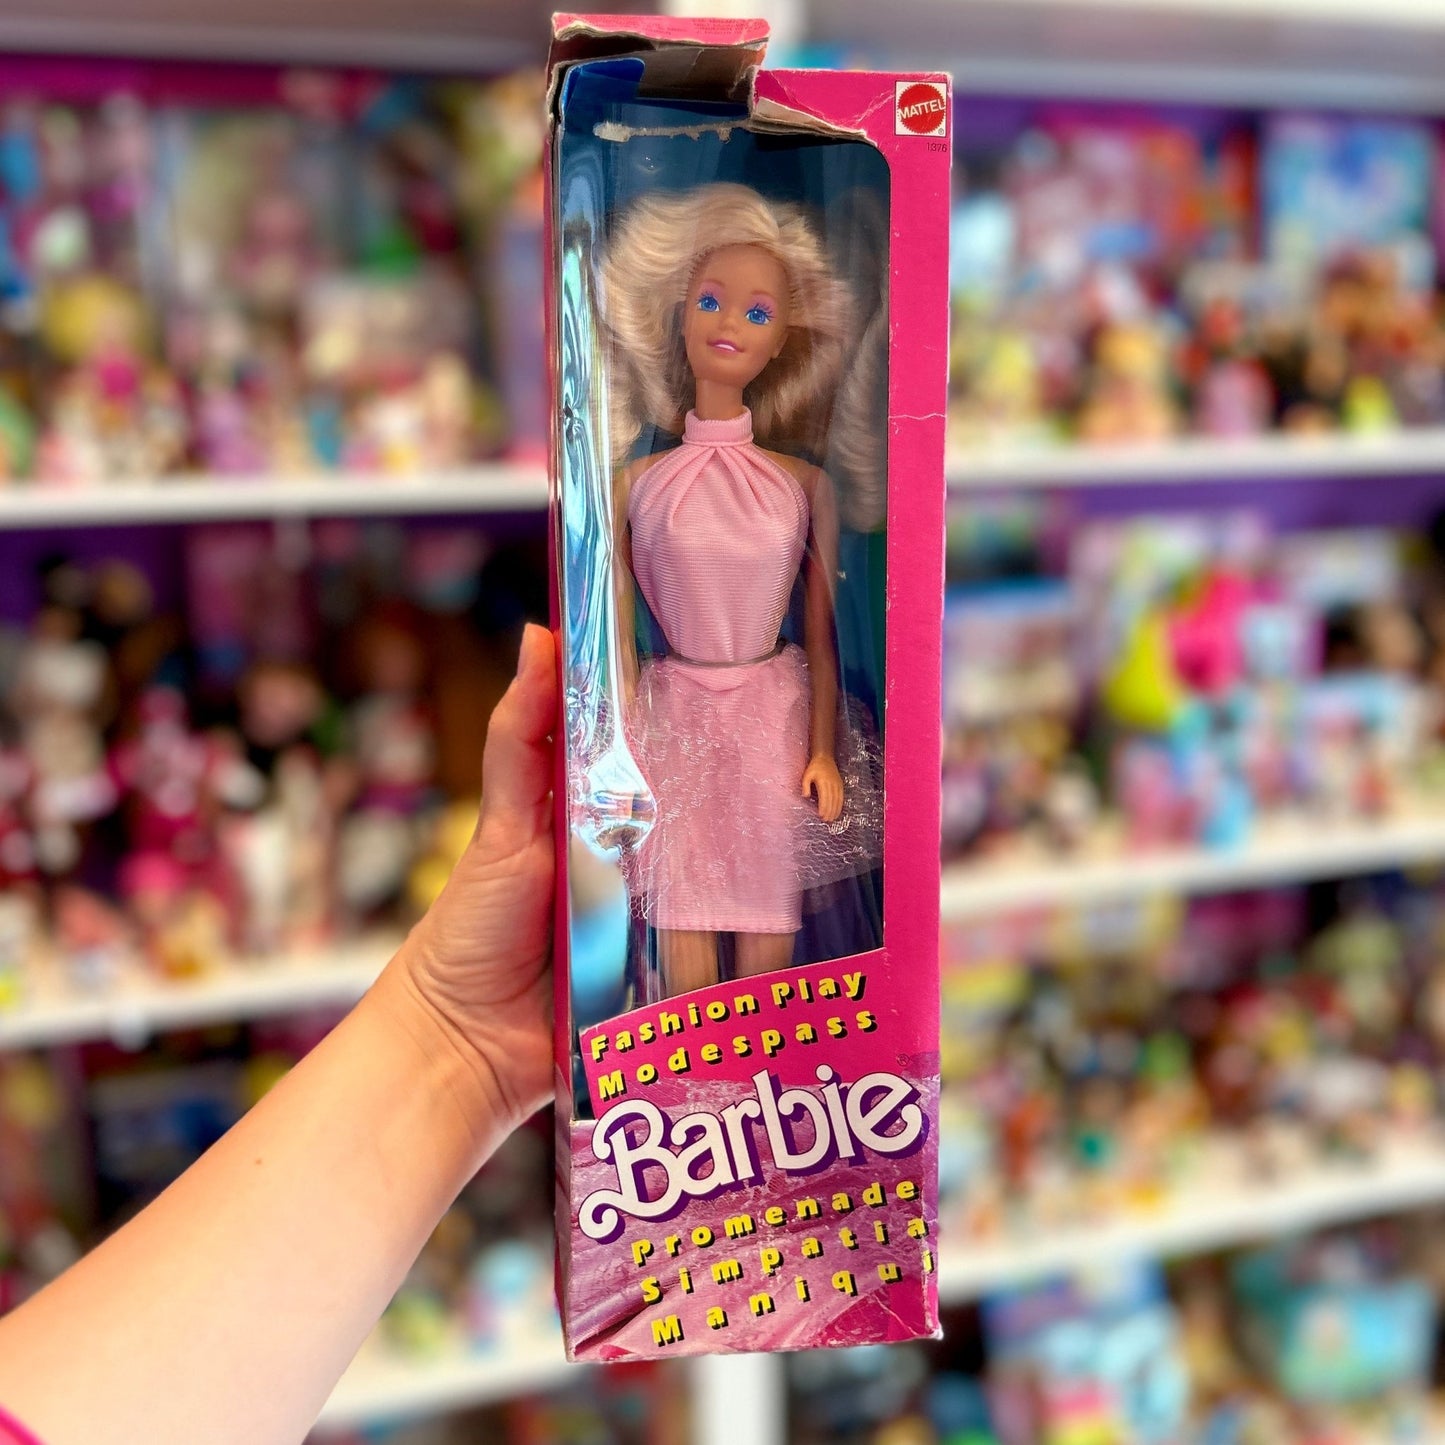 MATTEL
®
1376
Fashion Play
Modespass
Barbie®
Promenade
Simpatia
Maniqui